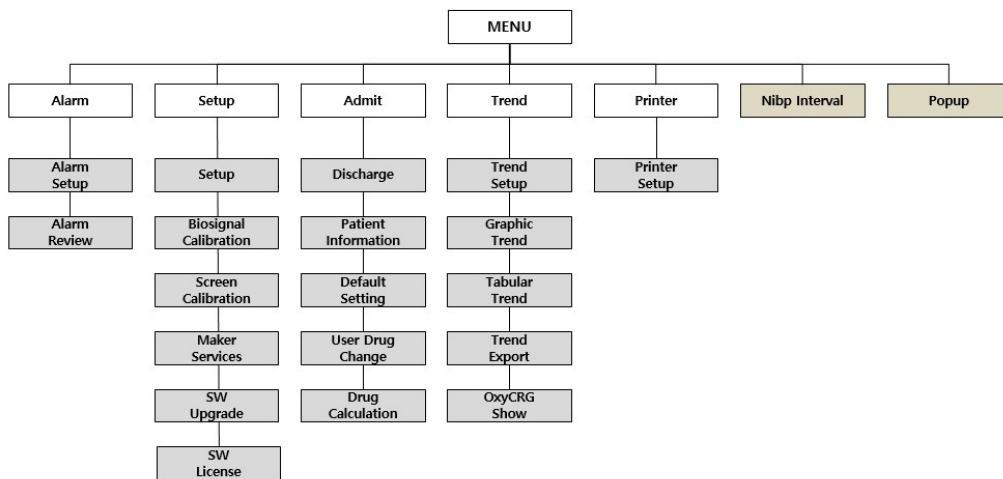 MENU
Alarm
Setup
Admit
Trend
Printer
Nibp Interval
Popup
Alarm
Setup
Setup
Discharge
Trend
Setup
Printer
Setup
Alarm
Review
Biosignal
Calibration
Patient
Information
Graphic
Trend
Screen
Calibration
Default
Setting
Tabular
Trend
Maker
Services
User Drug
Change
Trend
Export
SW
Upgrade
Drug
Calculation
OxyCRG
Show
SW
License